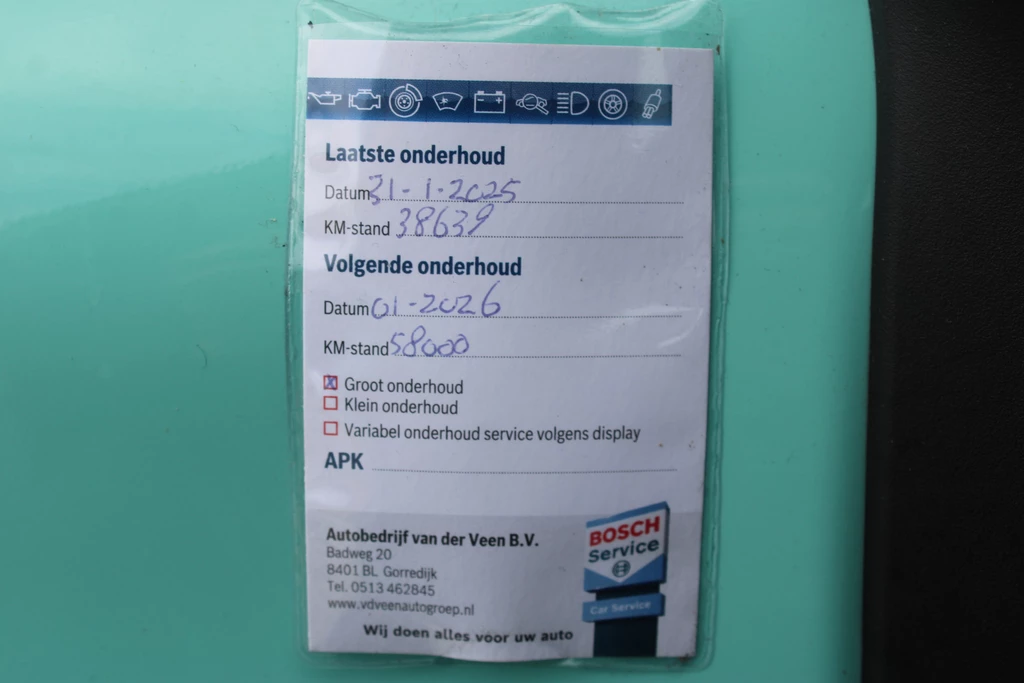 Laatste onderhoud
Datum 31-1-2025
KM-stand 38639
Volgende onderhoud
Datum 01-2026
KM-stand 58000
Groot onderhoud
Klein onderhoud
Variabel onderhoud service volgens display
APK
Autobedrijf van der Veen B.V.
Badweg 20
8401 BL Gorredijk
Tel. 0513 462845
www.vdveenautogroep.nl
Wij doen alles voor uw auto
BOSCH
Service
Car Service